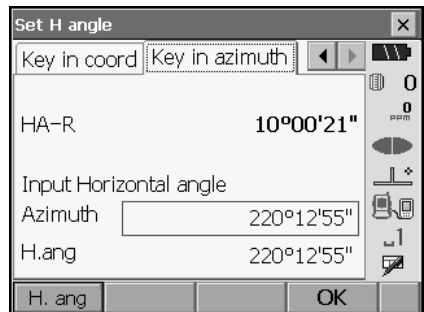 Set H angle
Key in coord Key in azimuth
0
0
ppm
HA-R 10°00'21"
Input Horizontal angle
Azimuth 220°12'55"
H.ang 220°12'55"
1
H. ang OK